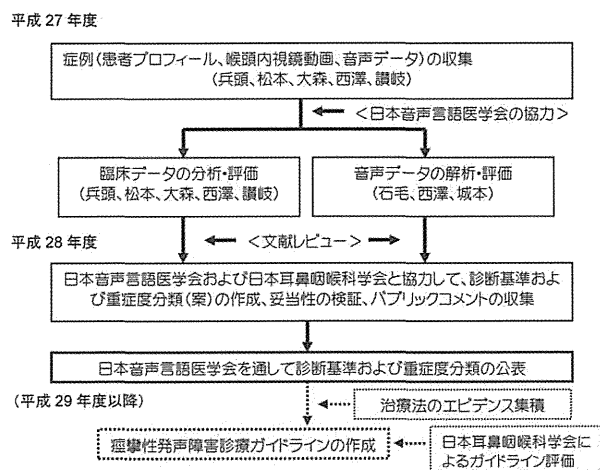 平成27年度
症例(患者プロフィール、喉頭内視鏡動画、音声データ)の収集
(兵頭、松本、大森、西澤、讃岐)
＜日本音声言語医学会の協力＞
臨床データの分析・評価
(兵頭、松本、大森、西澤、讃岐)
音声データの解析・評価
(石毛、西澤、城本)
平成28年度
＜文献レビュー＞
日本音声言語医学会および日本耳鼻咽喉科学会と協力して、診断基準およ
び重症度分類(案)の作成、妥当性の検証、パブリックコメントの収集
日本音声言語医学会を通して診断基準および重症度分類の公表
(平成29年度以降)
治療法のエビデンス集積
痙攣性発声障害診療ガイドラインの作成
日本耳鼻咽喉科学会に
よるガイドライン評価